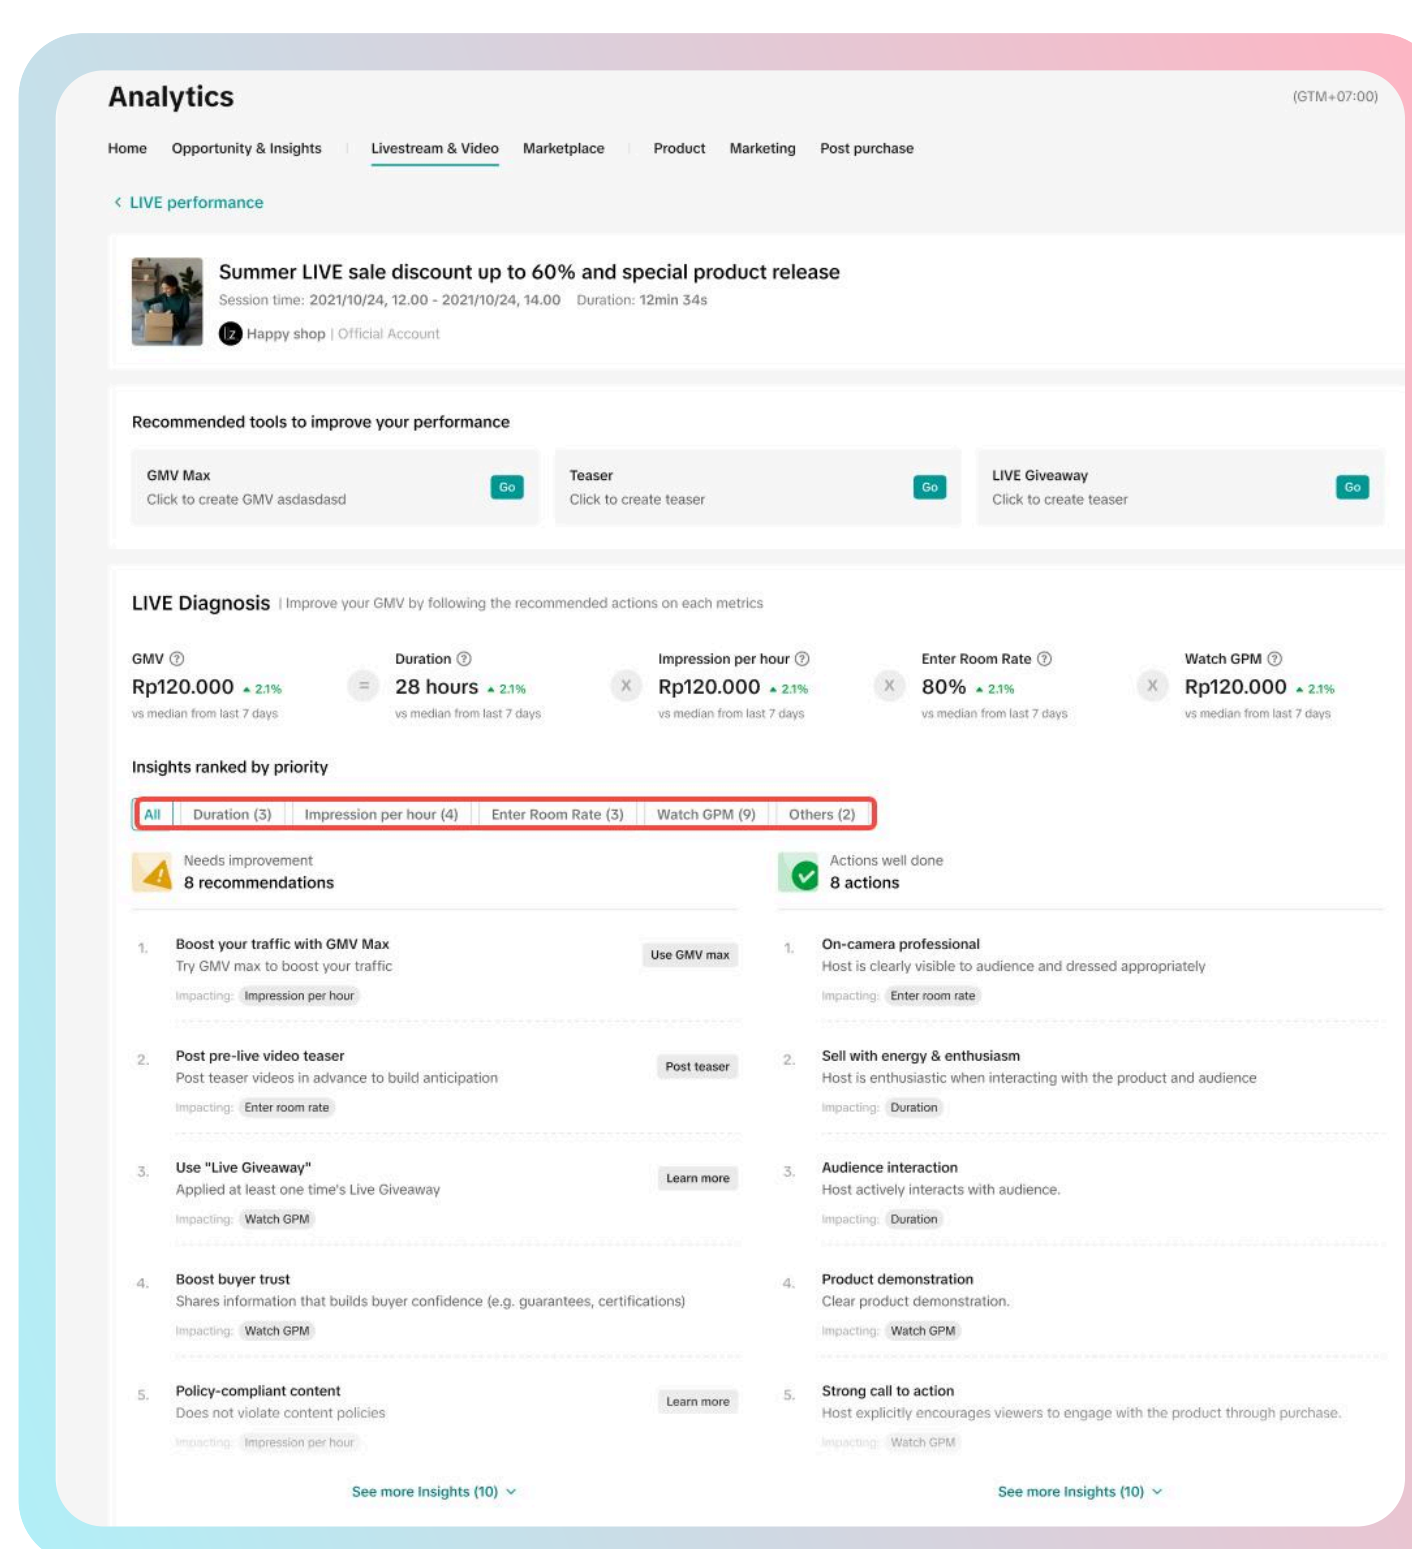 Analytics
(GTM+07:00)
Home Opportunity & Insights Livestream & Video Marketplace Product Marketing Post purchase
< LIVE performance
Summer LIVE sale discount up to 60% and special product release
Session time: 2021/10/24, 12.00 - 2021/10/24, 14.00 Duration: 12min 34s
Happy shop | Official Account
Recommended tools to improve your performance
GMV Max
Click to create GMV asdasdasd
Go
Teaser
Click to create teaser
Go
LIVE Giveaway
Click to create teaser
Go
LIVE Diagnosis | Improve your GMV by following the recommended actions on each metrics
GMV
Rp120.000 2.1%
vs median from last 7 days
=
Duration
28 hours 2.1%
vs median from last 7 days
X
Impression per hour
Rp120.000 2.1%
vs median from last 7 days
X
Enter Room Rate
80% 2.1%
vs median from last 7 days
X
Watch GPM
Rp120.000 2.1%
vs median from last 7 days
Insights ranked by priority
All Duration (3) Impression per hour (4) Enter Room Rate (3) Watch GPM (9) Others (2)
Needs improvement
8 recommendations
1. Boost your traffic with GMV Max
Try GMV max to boost your traffic
Impacting: Impression per hour
Use GMV max
2. Post pre-live video teaser
Post teaser videos in advance to build anticipation
Impacting: Enter room rate
Post teaser
3. Use "Live Giveaway"
Applied at least one time's Live Giveaway
Impacting: Watch GPM
Learn more
4. Boost buyer trust
Shares information that builds buyer confidence (e.g. guarantees, certifications)
Impacting: Watch GPM
5. Policy-compliant content
Does not violate content policies
Impacting: Impression per hour
Learn more
See more Insights (10)
Actions well done
8 actions
1. On-camera professional
Host is clearly visible to audience and dressed appropriately
Impacting: Enter room rate
2. Sell with energy & enthusiasm
Host is enthusiastic when interacting with the product and audience
Impacting: Duration
3. Audience interaction
Host actively interacts with audience.
Impacting: Duration
4. Product demonstration
Clear product demonstration.
Impacting: Watch GPM
5. Strong call to action
Host explicitly encourages viewers to engage with the product through purchase.
Impacting: Watch GPM
See more Insights (10)